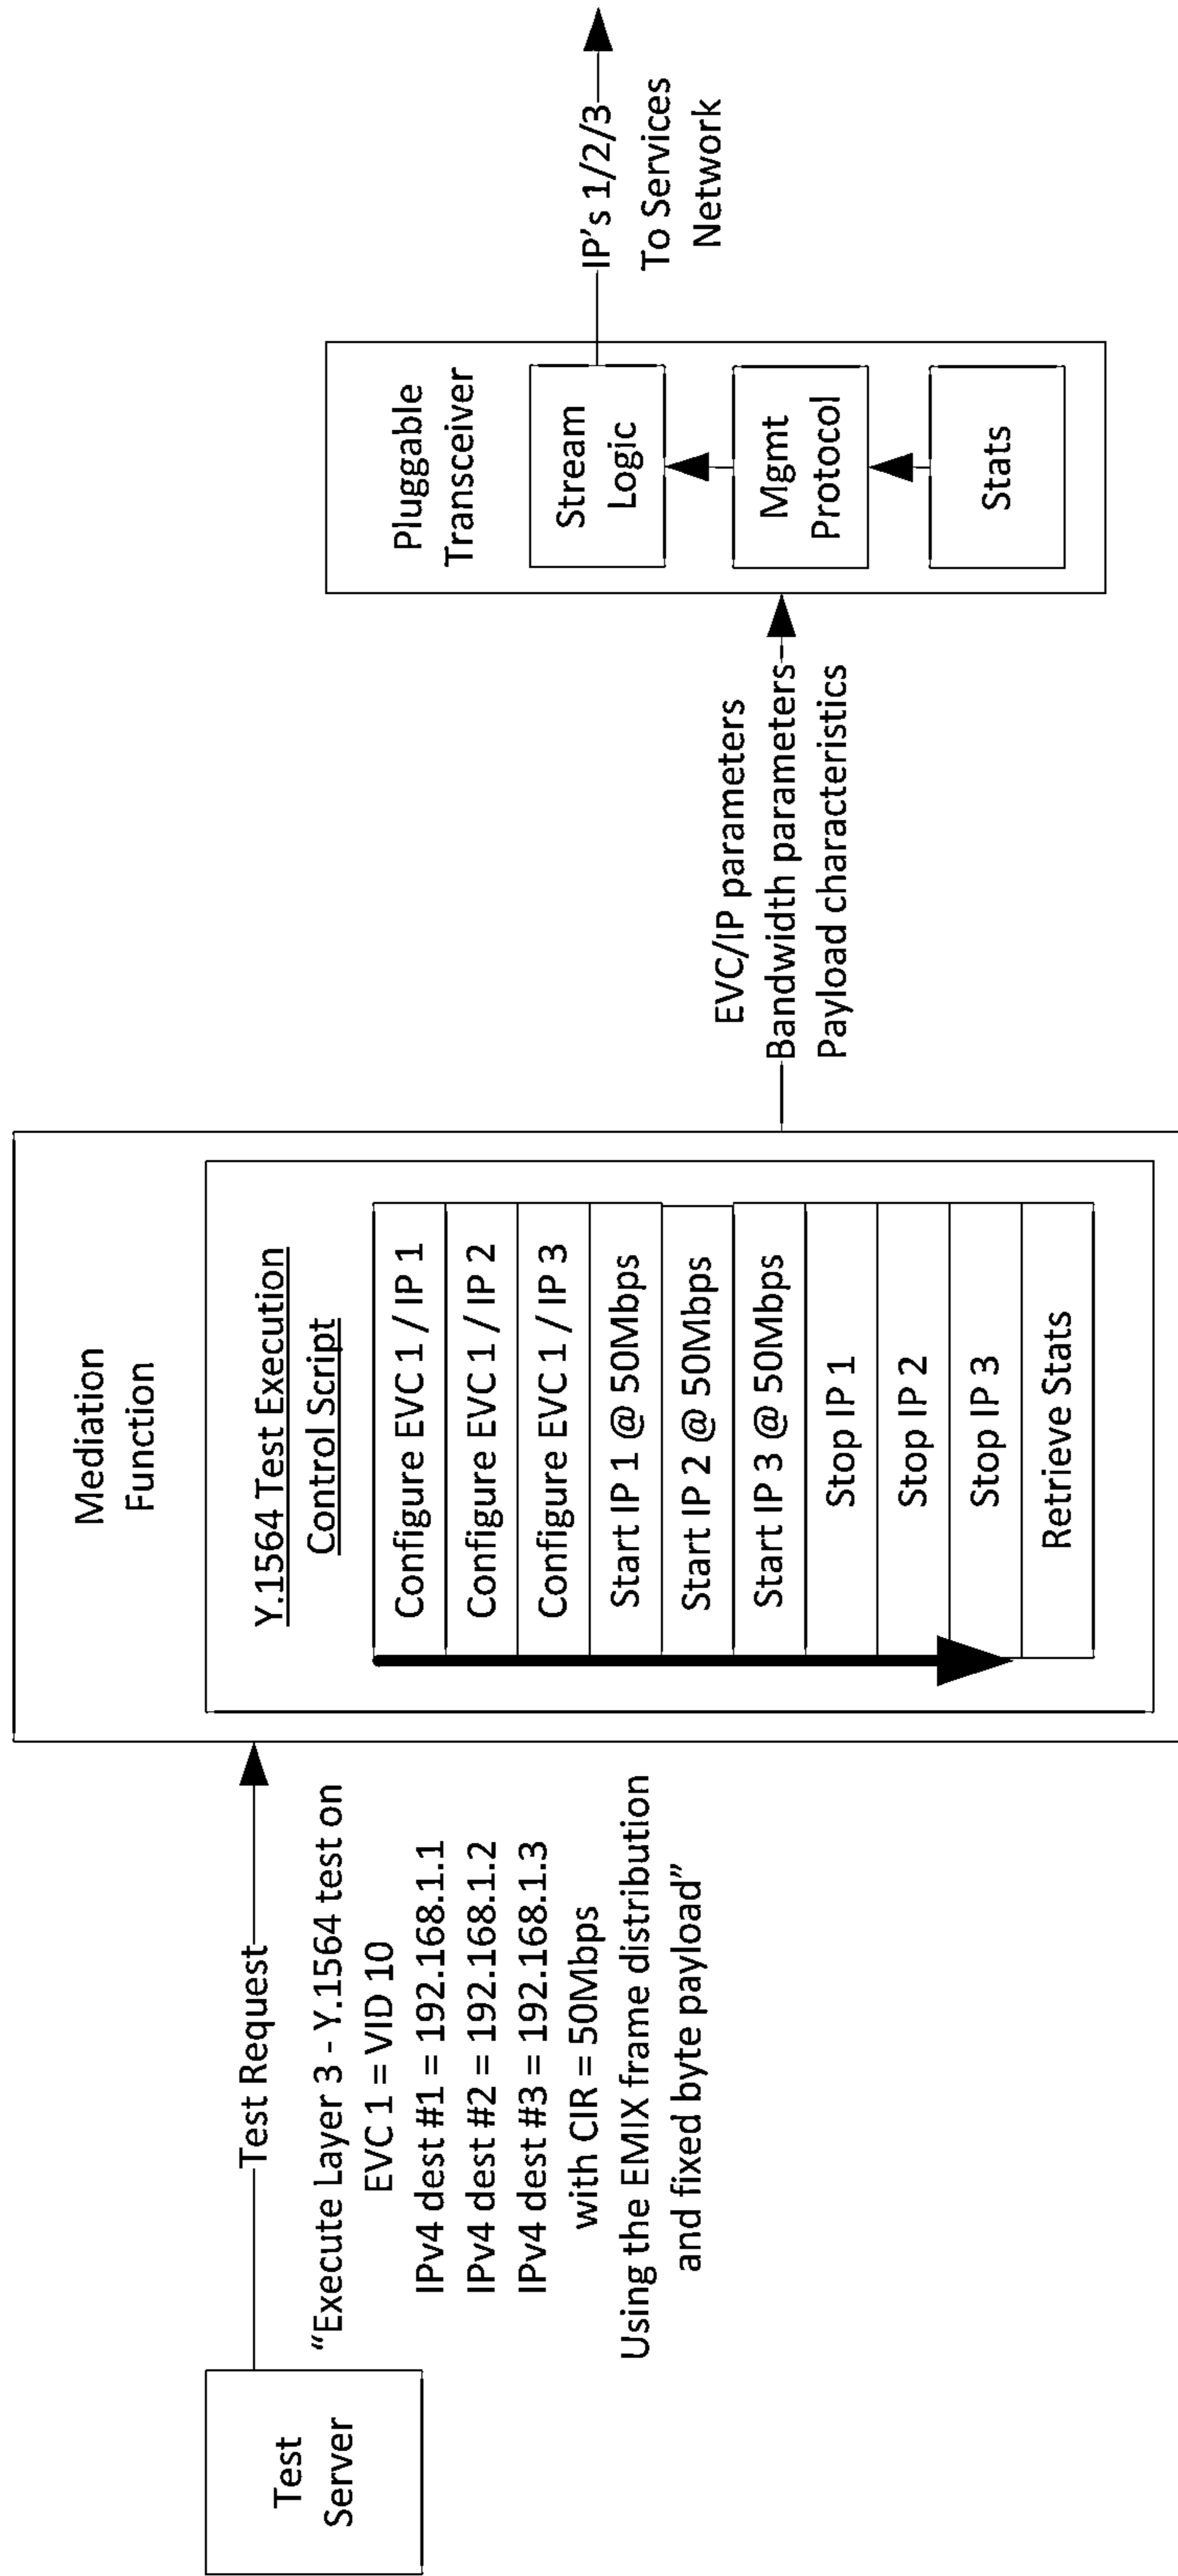 Test
Server
Test Request
“Execute Layer 3 - Y.1564 test on
EVC 1 = VID 10
IPv4 dest #1 = 192.168.1.1
IPv4 dest #2 = 192.168.1.2
IPv4 dest #3 = 192.168.1.3
with CIR = 50Mbps
Using the EMIX frame distribution
and fixed byte payload”
Mediation
Function
Y.1564 Test Execution
Control Script
Configure EVC 1 / IP 1
Configure EVC 1 / IP 2
Configure EVC 1 / IP 3
Start IP 1 @ 50Mbps
Start IP 2 @ 50Mbps
Start IP 3 @ 50Mbps
Stop IP 1
Stop IP 2
Stop IP 3
Retrieve Stats
EVC/IP parameters
Bandwidth parameters
Payload characteristics
Pluggable
Transceiver
Stream
Logic
Mgmt
Protocol
Stats
IP’s 1/2/3
To Services
Network